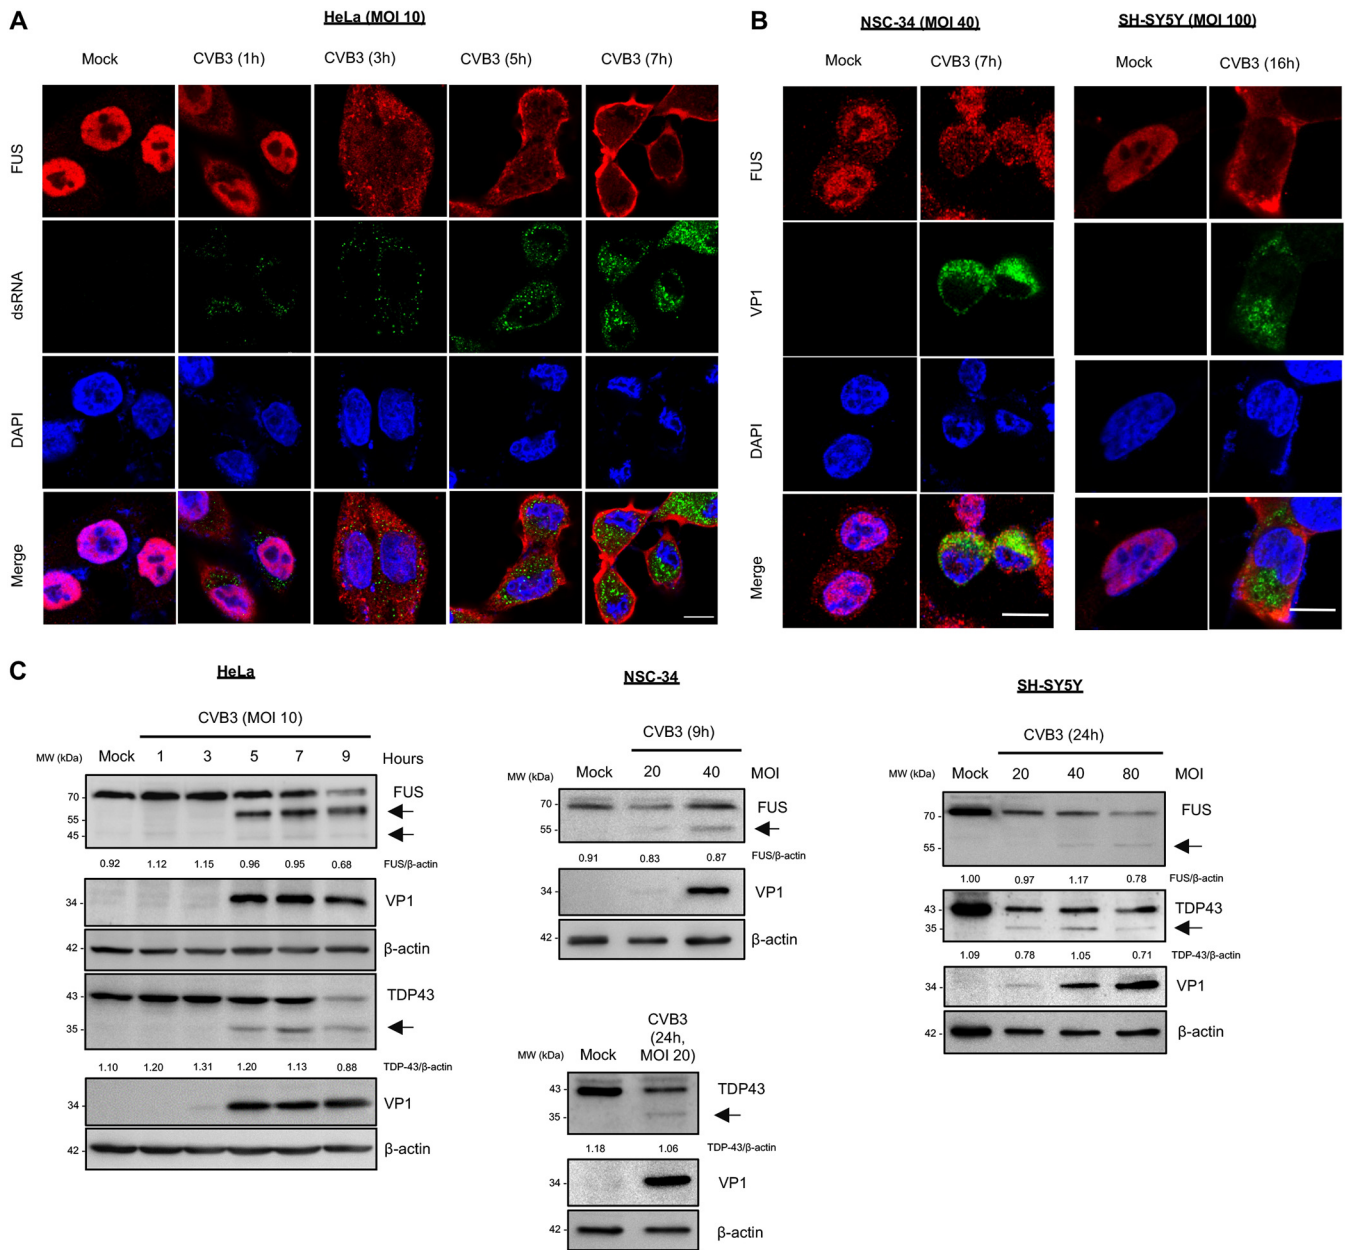 A
HeLa (MOI 10)
Mock
CVB3 (1h)
CVB3 (3h)
CVB3 (5h)
CVB3 (7h)
FUS
dsRNA
DAPI
Merge
B
NSC-34 (MOI 40)
SH-SY5Y (MOI 100)
Mock
CVB3 (7h)
Mock
CVB3 (16h)
FUS
VP1
DAPI
Merge
C
HeLa
CVB3 (MOI 10)
MW (kDa)
Mock
1
3
5
7
9
Hours
70
55
45
FUS
0.92
1.12
1.15
0.96
0.95
0.68
FUS/β-actin
34
VP1
42
β-actin
43
35
TDP43
1.10
1.20
1.31
1.20
1.13
0.88
TDP-43/β-actin
34
VP1
42
β-actin
NSC-34
CVB3 (9h)
MW (kDa)
Mock
20
40
MOI
70
55
FUS
0.91
0.83
0.87
FUS/β-actin
34
VP1
42
β-actin
CVB3
(24h,
MW (kDa)
Mock
MOI 20)
43
35
TDP43
1.18
1.06
TDP-43/β-actin
34
VP1
42
β-actin
SH-SY5Y
CVB3 (24h)
MW (kDa)
Mock
20
40
80
MOI
70
55
FUS
1.00
0.97
1.17
0.78
FUS/β-actin
43
35
TDP43
1.09
0.78
1.05
0.71
TDP-43/β-actin
34
VP1
42
β-actin